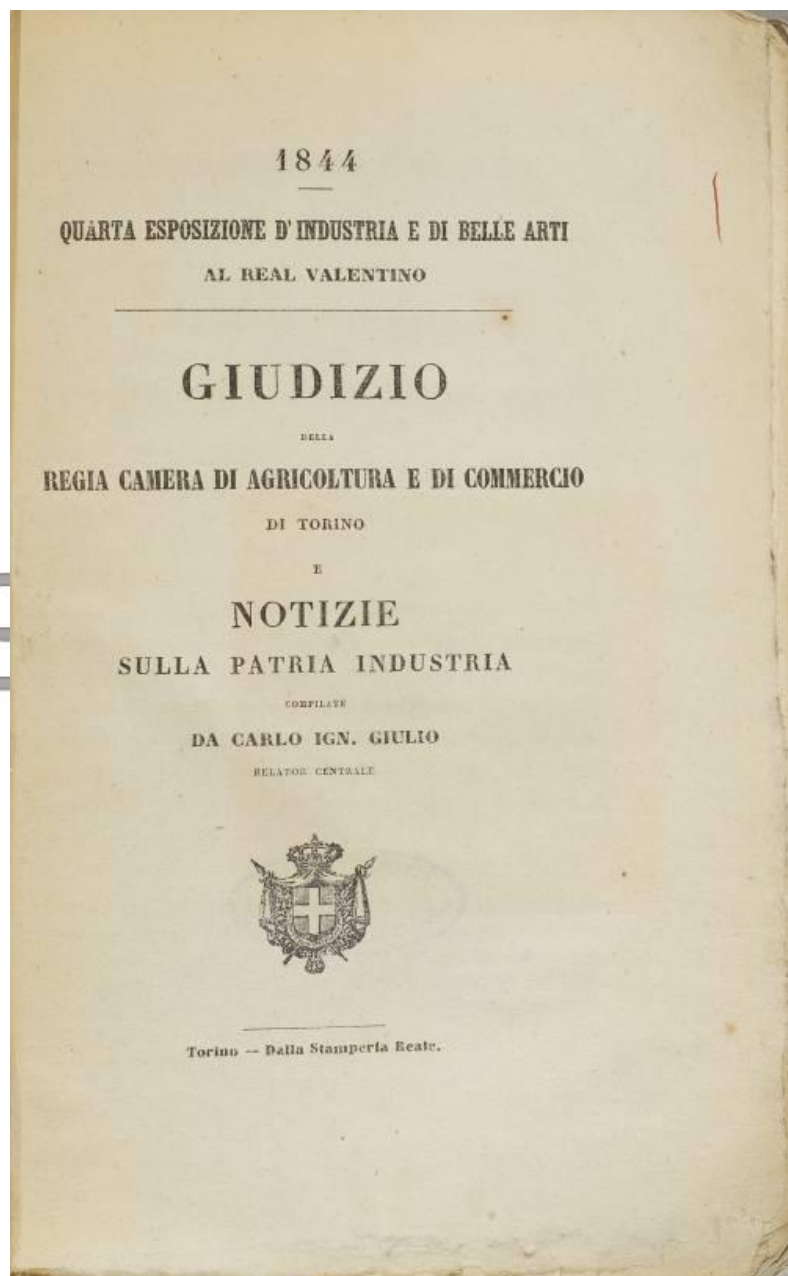 1844
QUARTA ESPOSIZIONE D'INDUSTRIA E DI BELLE ARTI
AL REAL VALENTINO
GIUDIZIO
DELLA
REGIA CAMERA DI AGRICOLTURA E DI COMMERCIO
DI TORINO
E
NOTIZIE
SULLA PATRIA INDUSTRIA
COMPILATE
DA CARLO IGN. GIULIO
RELATOR CENTRALE
Torino — Dalla Stamperia Reale.